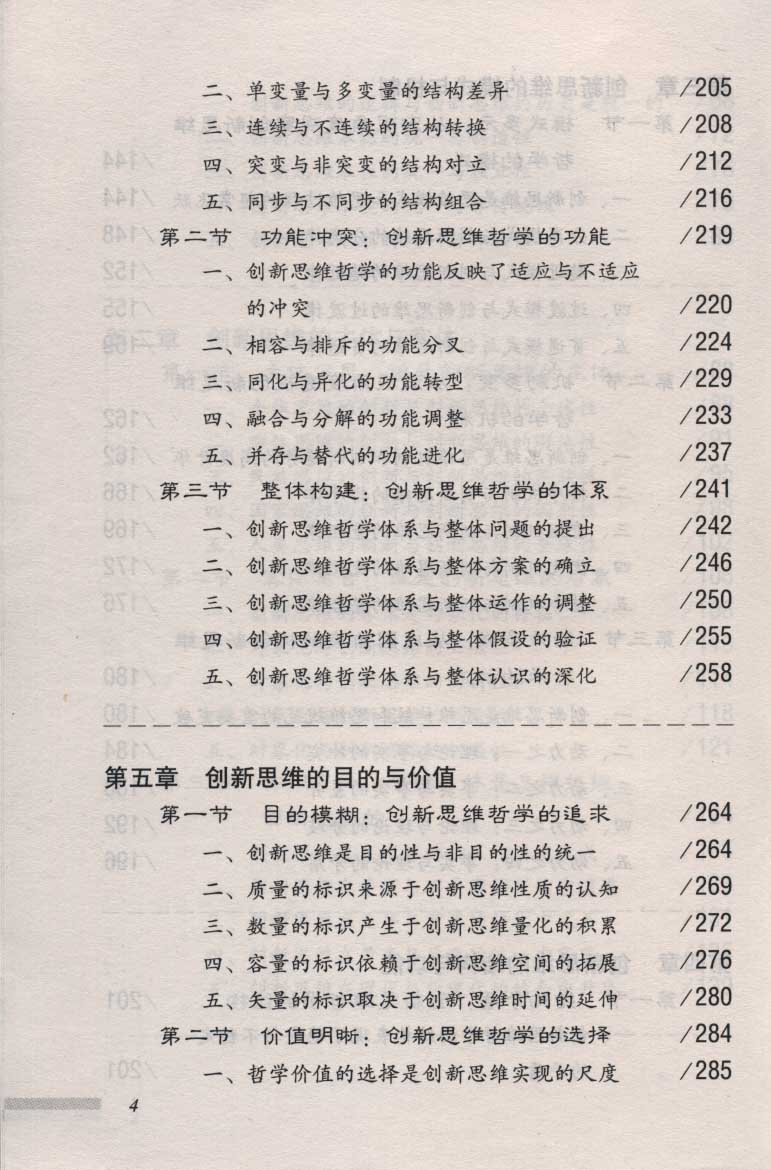 二、单变量与多变量的结构差异 /205
三、连续与不连续的结构转换 /208
四、突变与非突变的结构对立 /212
五、同步与不同步的结构组合 /216
第二节 功能冲突：创新思维哲学的功能 /219
一、创新思维哲学的功能反映了适应与不适应
的冲突 /220
二、相容与排斥的功能分叉 /224
三、同化与异化的功能转型 /229
四、融合与分解的功能调整 /233
五、并存与替代的功能进化 /237
第三节 整体构建：创新思维哲学的体系 /241
一、创新思维哲学体系与整体问题的提出 /242
二、创新思维哲学体系与整体方案的确立 /246
三、创新思维哲学体系与整体运作的调整 /250
四、创新思维哲学体系与整体假设的验证 /255
五、创新思维哲学体系与整体认识的深化 /258
第五章 创新思维的目的与价值
第一节 目的模糊：创新思维哲学的追求 /264
一、创新思维是目的性与非目的性的统一 /264
二、质量的标识来源于创新思维性质的认知 /269
三、数量的标识产生于创新思维量化的积累 /272
四、容量的标识依赖于创新思维空间的拓展 /276
五、矢量的标识取决于创新思维时间的延伸 /280
第二节 价值明晰：创新思维哲学的选择 /284
一、哲学价值的选择是创新思维实现的尺度 /285
4